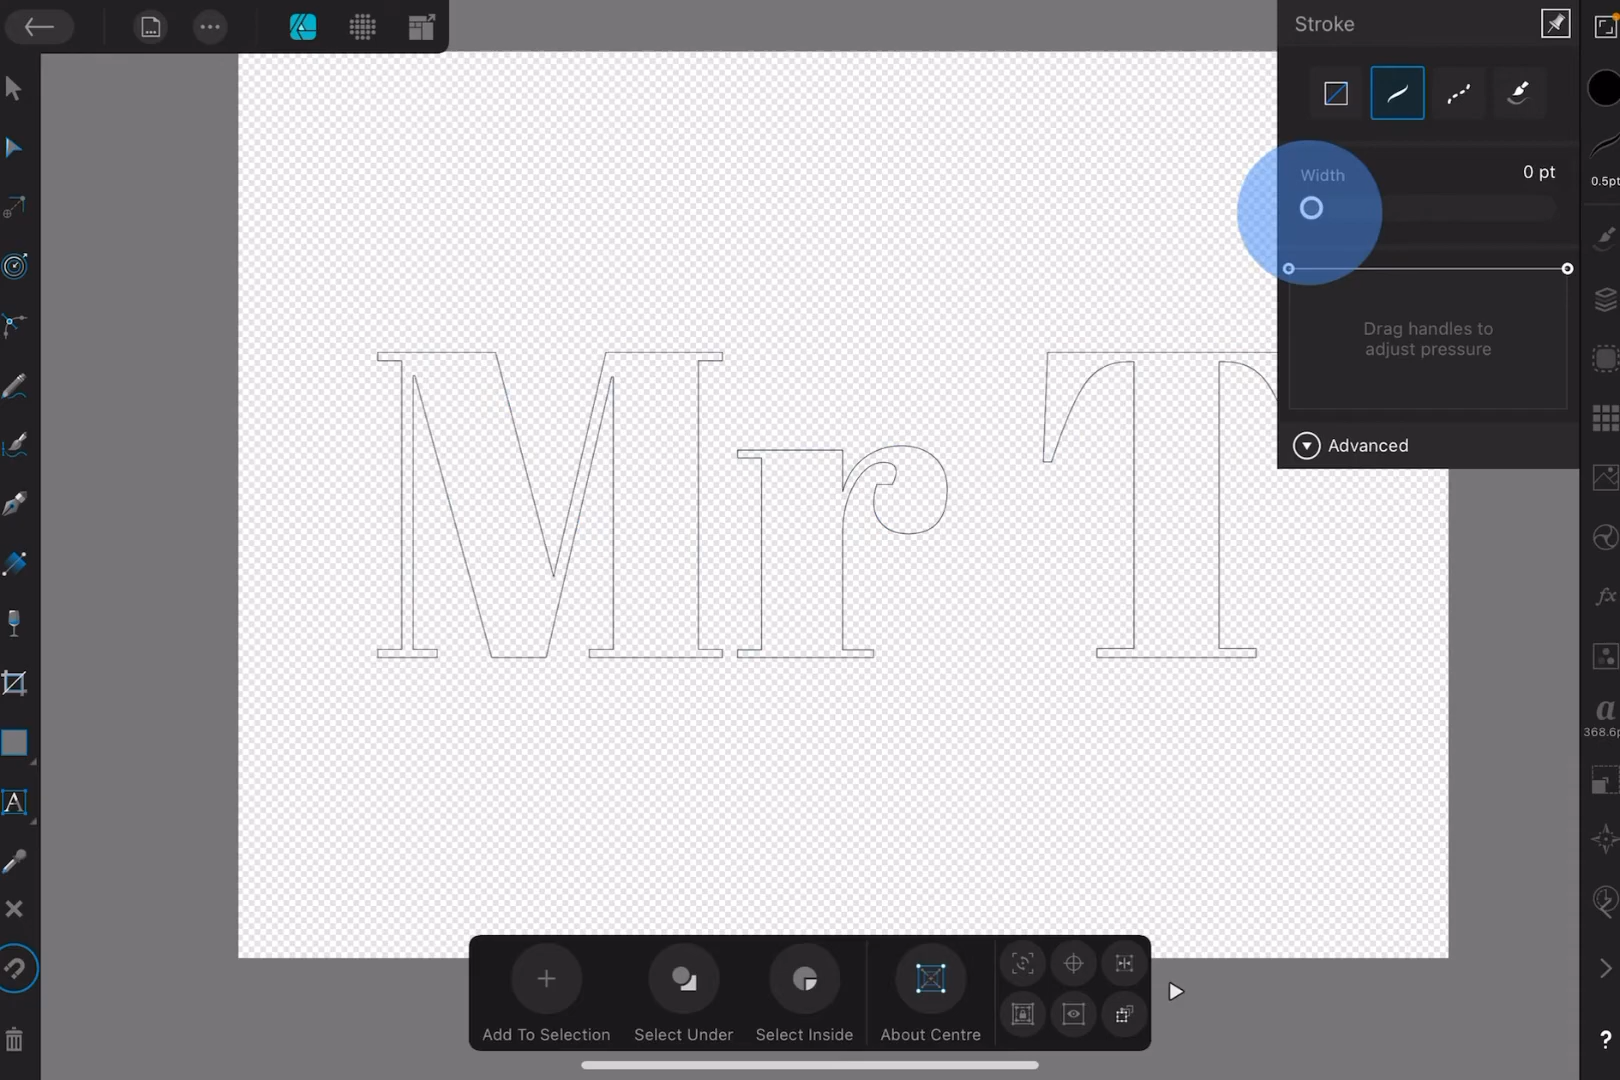 Stroke
Width
0 pt
0.5pt
Drag handles to
adjust pressure
Advanced
Mr T
fx
A
a
368.6p
Add To Selection
Select Under
Select Inside
About Centre
?